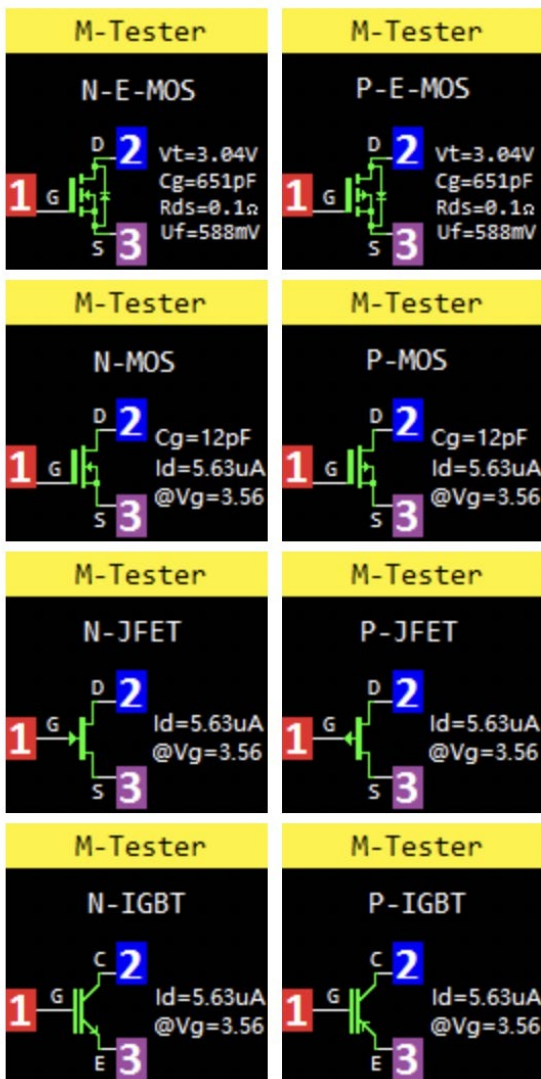 M-Tester
N-E-MOS
D 2
Vt=3.04V
1 G
Cg=651pF
Rds=0.1Ω
Uf=588mV
S 3
M-Tester
P-E-MOS
D 2
Vt=3.04V
1 G
Cg=651pF
Rds=0.1Ω
Uf=588mV
S 3
M-Tester
N-MOS
D 2
Cg=12pF
1 G
Id=5.63uA
@Vg=3.56
S 3
M-Tester
P-MOS
D 2
Cg=12pF
1 G
Id=5.63uA
@Vg=3.56
S 3
M-Tester
N-JFET
D 2
1 G
Id=5.63uA
@Vg=3.56
S 3
M-Tester
P-JFET
D 2
1 G
Id=5.63uA
@Vg=3.56
S 3
M-Tester
N-IGBT
C 2
1 G
Id=5.63uA
@Vg=3.56
E 3
M-Tester
P-IGBT
C 2
1 G
Id=5.63uA
@Vg=3.56
E 3